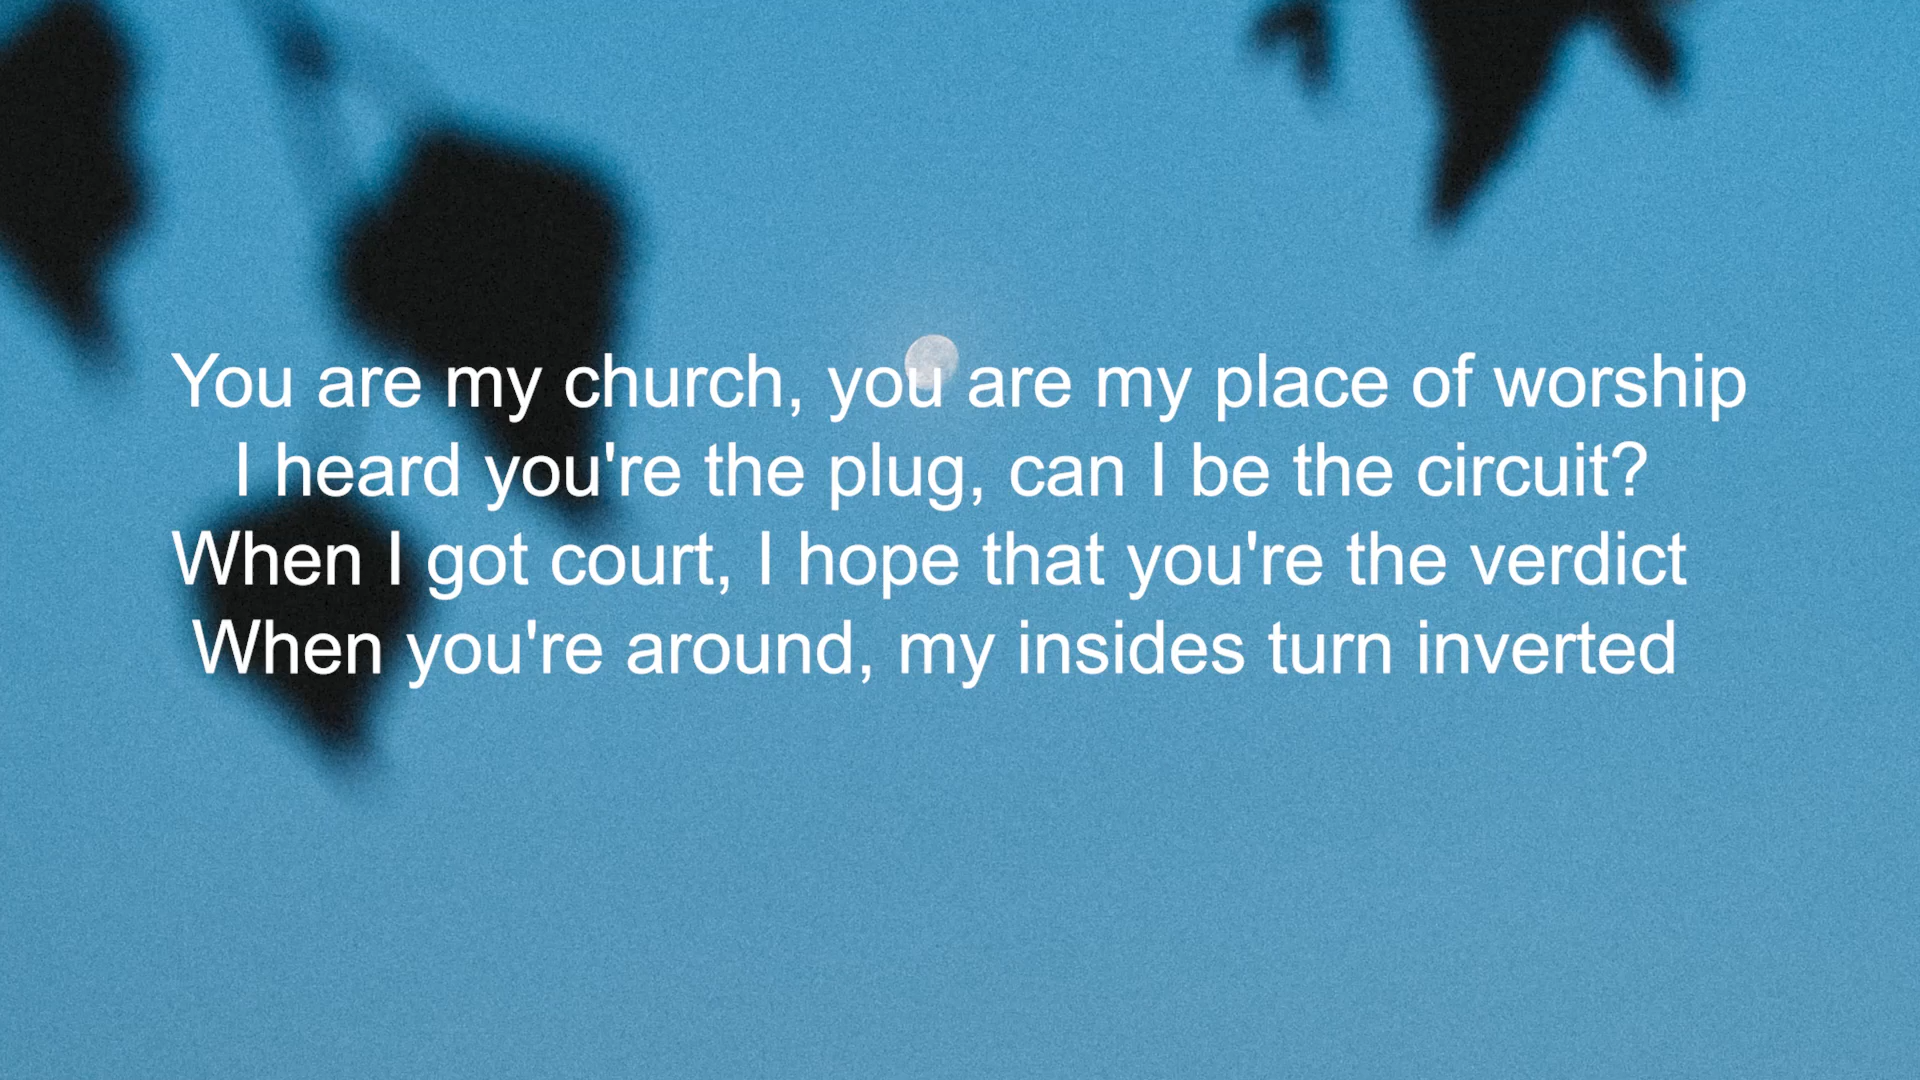 You are my church, you are my place of worship
I heard you're the plug, can I be the circuit?
When I got court, I hope that you're the verdict
When you're around, my insides turn inverted